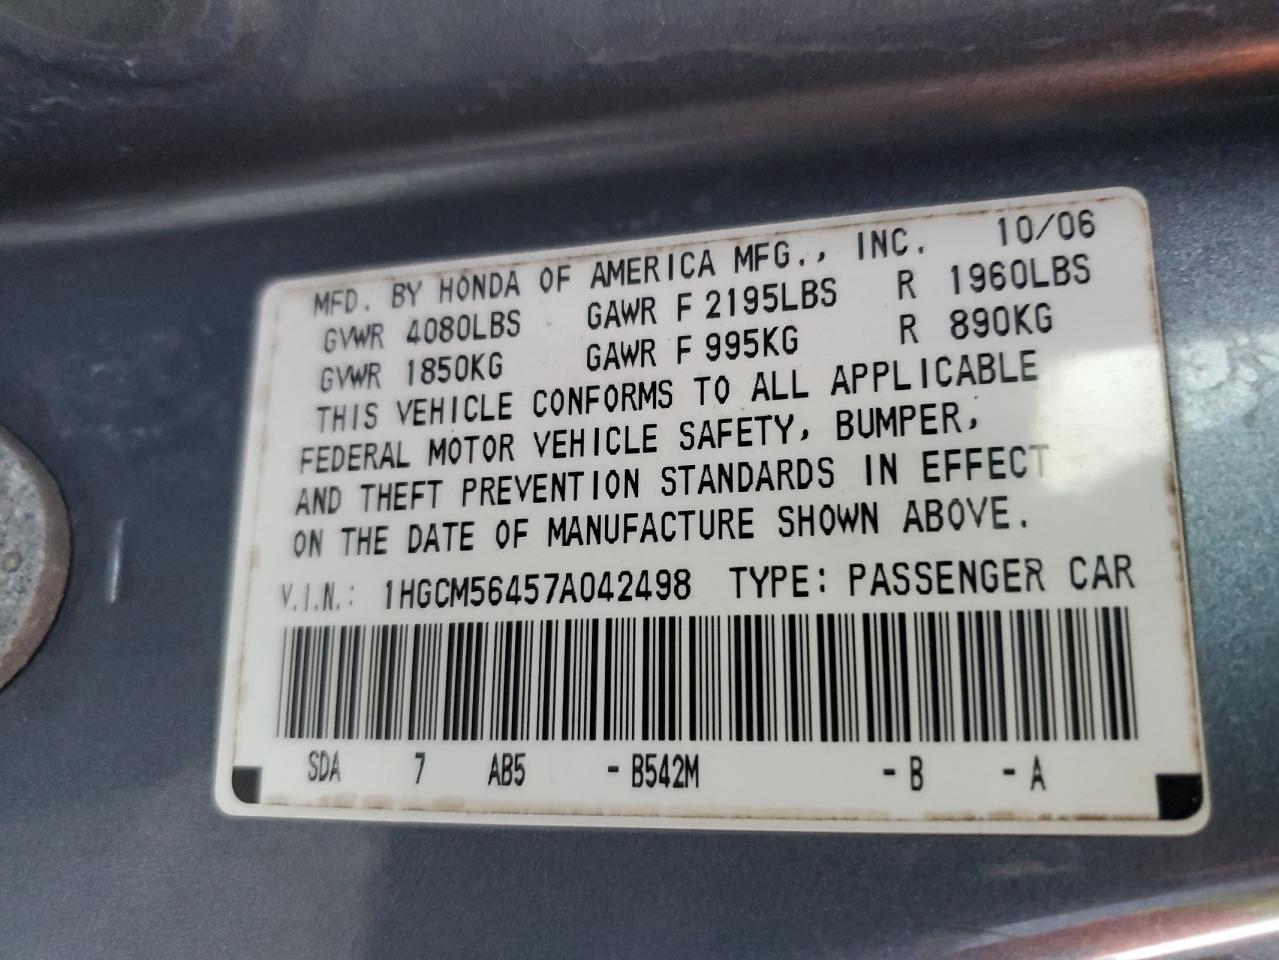 MFD. BY HONDA OF AMERICA MFG., INC. 10/06
GVWR 4080LBS GAWR F 2195LBS R 1960LBS
GVWR 1850KG GAWR F 995KG R 890KG
THIS VEHICLE CONFORMS TO ALL APPLICABLE
FEDERAL MOTOR VEHICLE SAFETY, BUMPER,
AND THEFT PREVENTION STANDARDS IN EFFECT
ON THE DATE OF MANUFACTURE SHOWN ABOVE.
V.I.N.: 1HGCM56457A042498 TYPE: PASSENGER CAR
SDA 7 AB5 - B542M - B - A